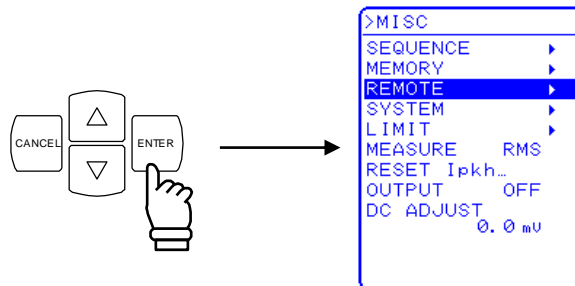 CANCEL
ENTER
>MISC
SEQUENCE
MEMORY
REMOTE
SYSTEM
LIMIT
MEASURE RMS
RESET Ipkh…
OUTPUT OFF
DC ADJUST
0.0 mV